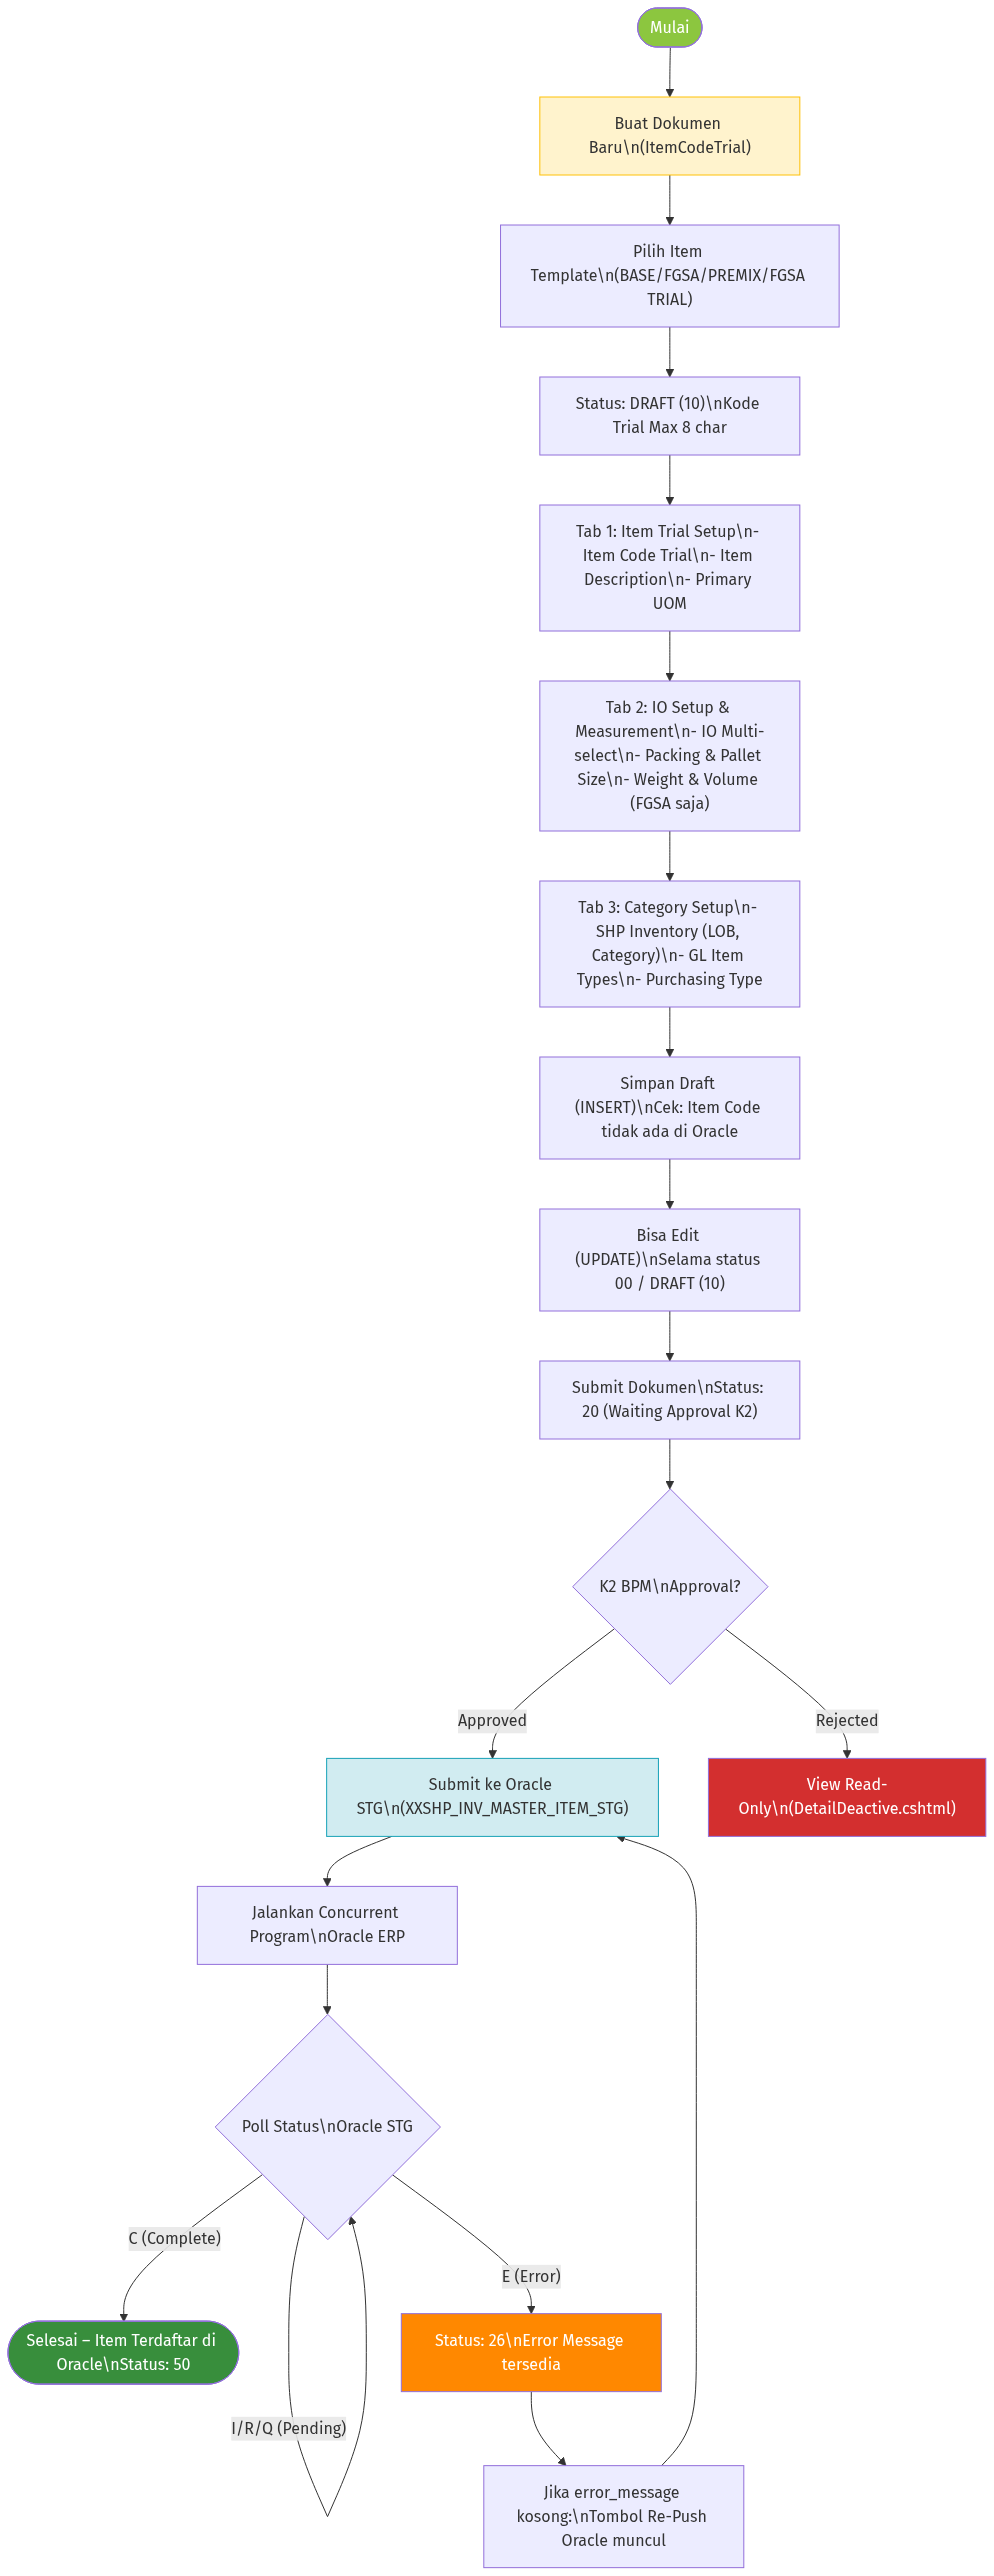 Mulai
Buat Dokumen
Baru\n(ItemCodeTrial)
Pilih Item
Template\n(BASE/FGSA/PREMIX/FGSA
TRIAL)
Status: DRAFT (10)\nKode
Trial Max 8 char
Tab 1: Item Trial Setup\n-
Item Code Trial\n- Item
Description\n- Primary
UOM
Tab 2: IO Setup &
Measurement\n- IO Multi-
select\n- Packing & Pallet
Size\n- Weight & Volume
(FGSA saja)
Tab 3: Category Setup\n-
SHP Inventory (LOB,
Category)\n- GL Item
Types\n- Purchasing Type
Simpan Draft
(INSERT)\nCek: Item Code
tidak ada di Oracle
Bisa Edit
(UPDATE)\nSelama status
00 / DRAFT (10)
Submit Dokumen\nStatus:
20 (Waiting Approval K2)
K2 BPM\nApproval?
Approved
Rejected
Submit ke Oracle
STG\n(XXSHP_INV_MASTER_ITEM_STG)
View Read-
Only\n(DetailDeactive.cshtml)
Jalankan Concurrent
Program\nOracle ERP
Poll Status\nOracle STG
C (Complete)
E (Error)
Selesai – Item Terdaftar di
Oracle\nStatus: 50
Status: 26\nError Message
tersedia
I/R/Q (Pending)
Jika error_message
kosong:\nTombol Re-Push
Oracle muncul